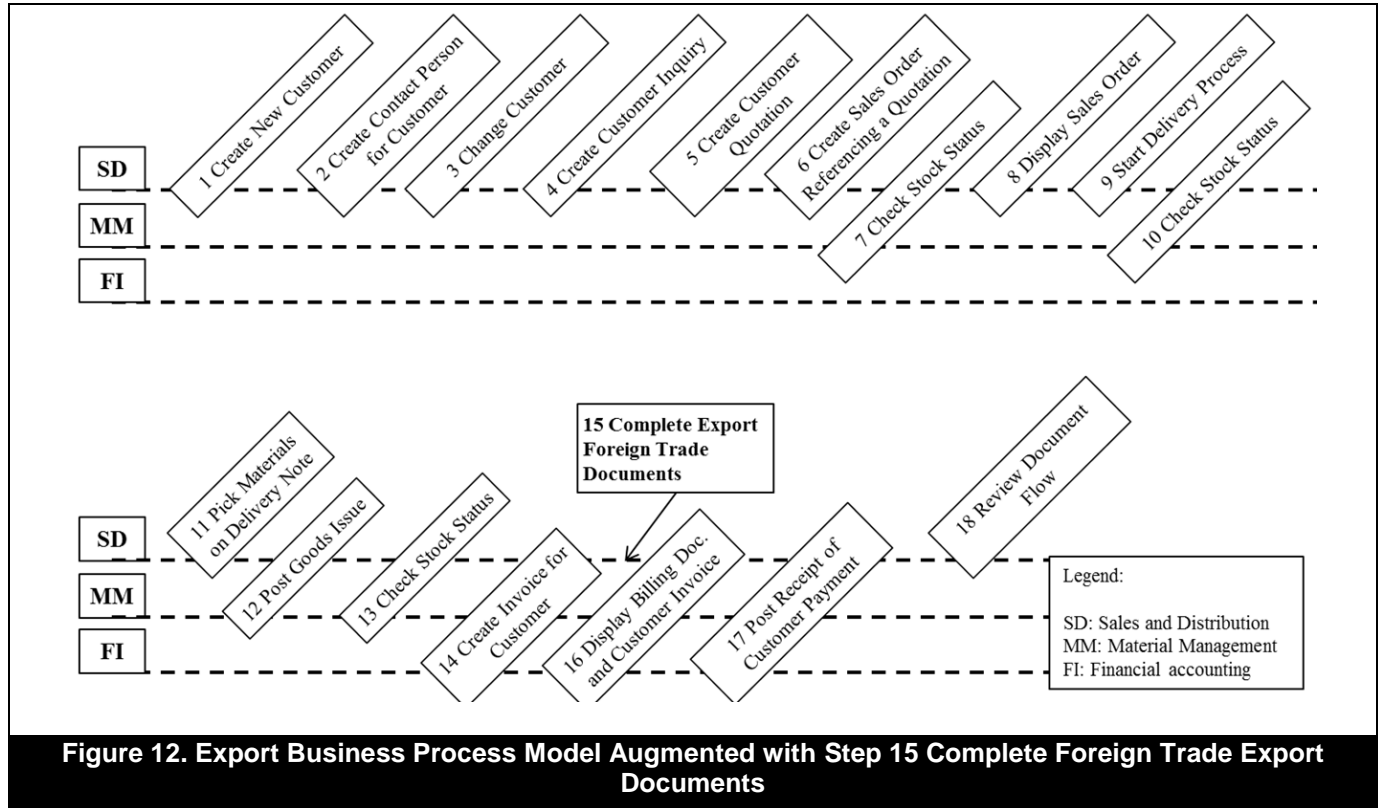 1 Create New Customer
2 Create Contact Person
for Customer
3 Change Customer
4 Create Customer Inquiry
5 Create Customer
Quotation
6 Create Sales Order
Referencing a Quotation
7 Check Stock Status
8 Display Sales Order
9 Start Delivery Process
10 Check Stock Status
SD
MM
FI
11 Pick Materials
on Delivery Note
12 Post Goods Issue
13 Check Stock Status
14 Create Invoice for
Customer
15 Complete Export
Foreign Trade
Documents
16 Display Billing Doc.
and Customer Invoice
17 Post Receipt of
Customer Payment
18 Review Document
Flow
SD
MM
FI
Legend:
SD: Sales and Distribution
MM: Material Management
FI: Financial accounting
Figure 12. Export Business Process Model Augmented with Step 15 Complete Foreign Trade Export
Documents